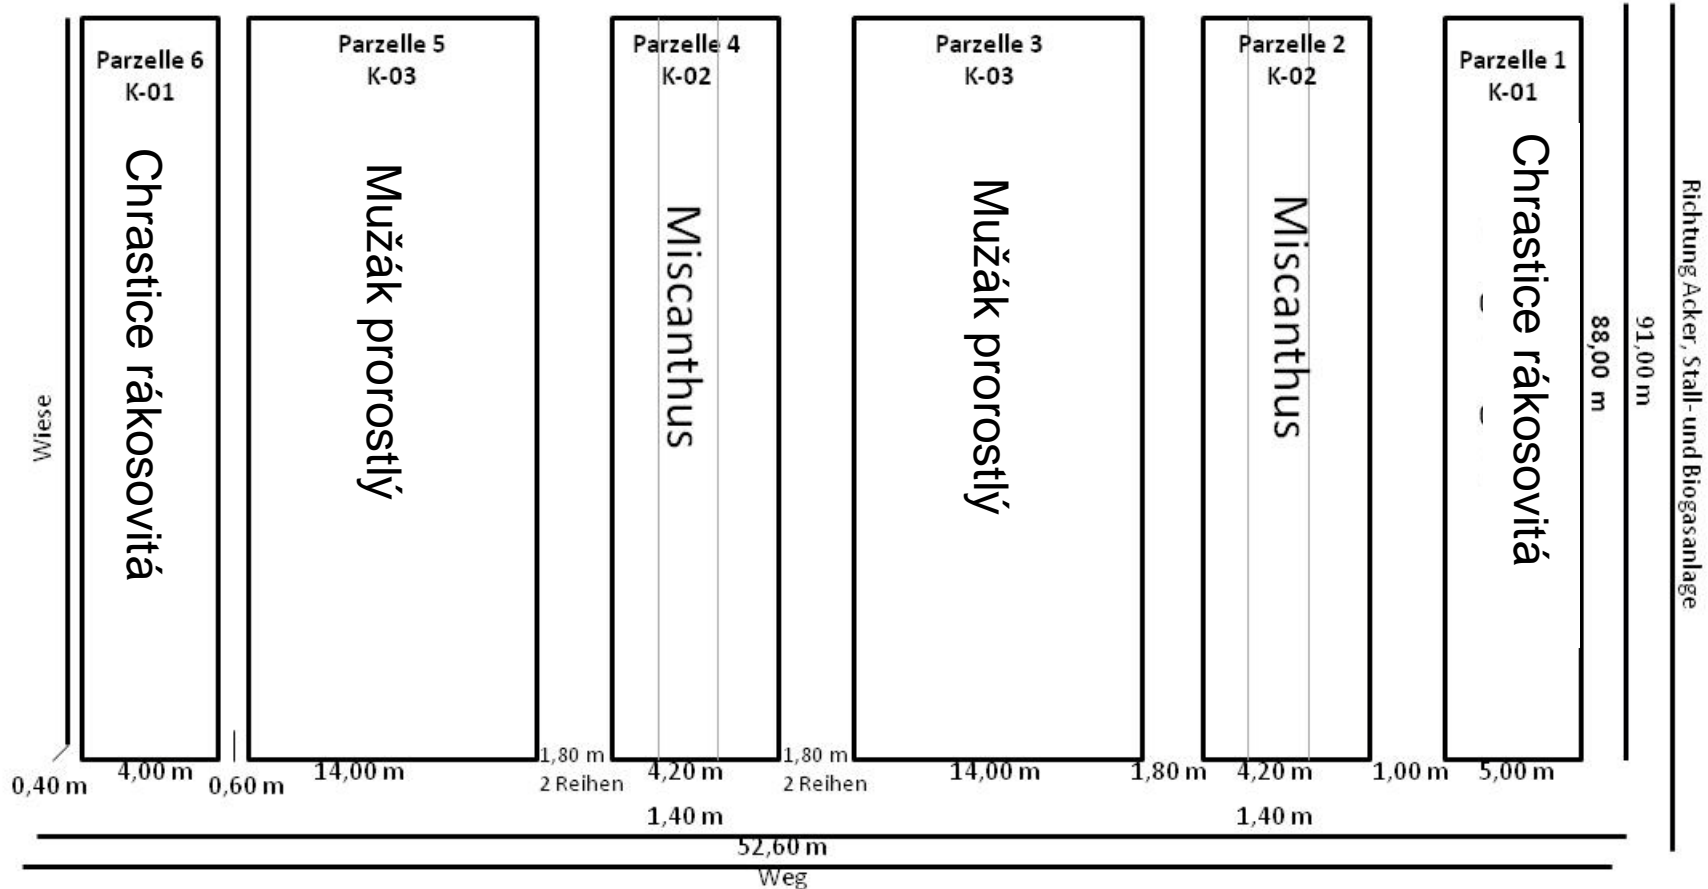 Parzelle 6
K-01
Chrastice rákosovitá
Parzelle 5
K-03
Mužák prorostlý
Parzelle 4
K-02
Miscanthus
Parzelle 3
K-03
Mužák prorostlý
Parzelle 2
K-02
Miscanthus
Parzelle 1
K-01
Chrastice rákosovitá
Wiese
88,00 m
91,00 m
Richtung Acker, Stall- und Biogasanlage
0,40 m
4,00 m
0,60 m
14,00 m
1,80 m
2 Reihen
4,20 m
1,80 m
2 Reihen
14,00 m
1,80 m
4,20 m
1,00 m
5,00 m
1,40 m
1,40 m
52,60 m
Weg